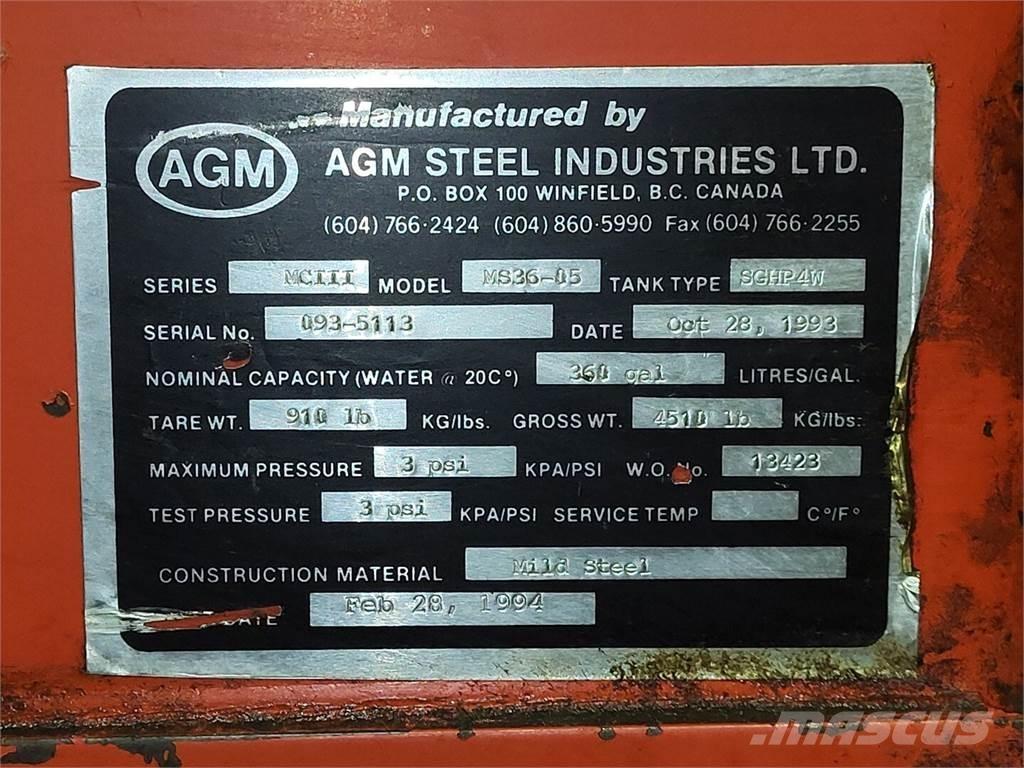 Manufactured by
AGM
AGM STEEL INDUSTRIES LTD.
P.O. BOX 100 WINFIELD, B.C. CANADA
(604) 766-2424 (604) 860-5990 Fax (604) 766-2255
SERIES MCIII MODEL MS36-05 TANK TYPE SGHP4W
SERIAL No. 093-5113 DATE Oct 28, 1993
NOMINAL CAPACITY (WATER @ 20C°) 360 gal LITRES/GAL.
TARE WT. 910 lb KG/lbs. GROSS WT. 4510 lb KG/lbs.
MAXIMUM PRESSURE 3 psi KPA/PSI W.O. No. 13423
TEST PRESSURE 3 psi KPA/PSI SERVICE TEMP C°/F°
CONSTRUCTION MATERIAL Mild Steel
DATE Feb 28, 1994
mascus